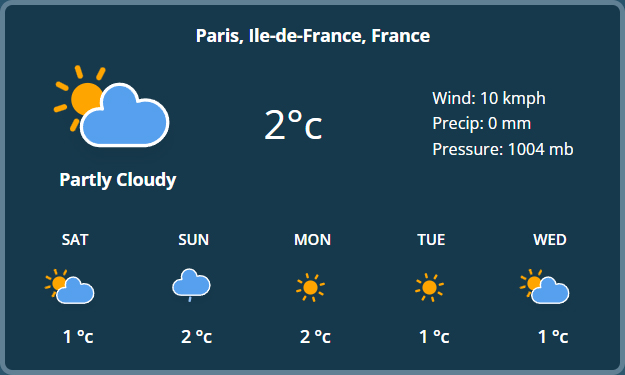 Paris, Ile-de-France, France
2°c
Wind: 10 kmph
Precip: 0 mm
Pressure: 1004 mb
Partly Cloudy
SAT SUN MON TUE WED
1 °c 2 °c 2 °c 1 °c 1 °c